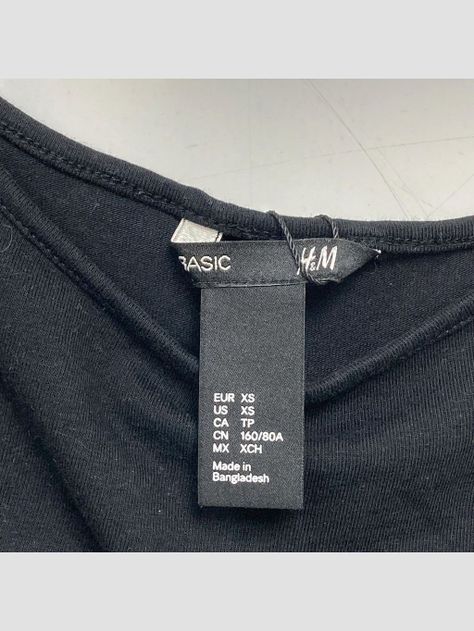 BASIC H&M
EUR XS
US XS
CA TP
CN 160/80A
MX XCH
Made in
Bangladesh